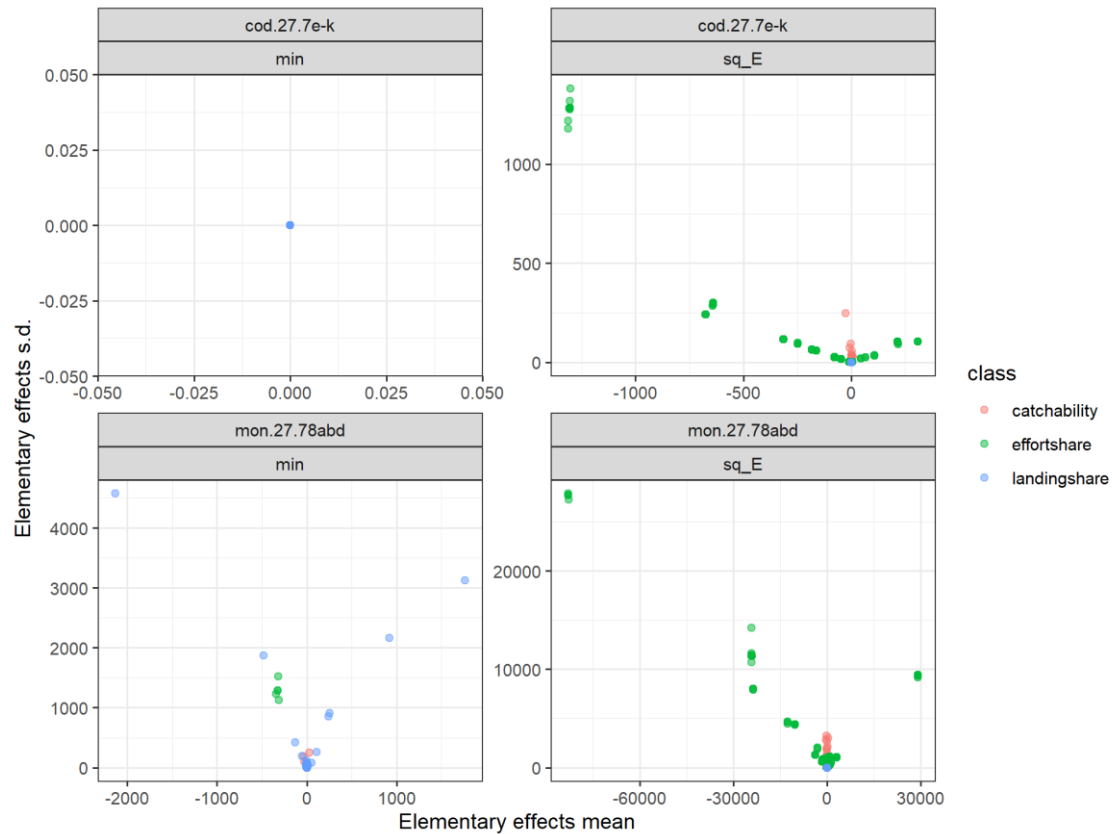 cod.27.7e-k
cod.27.7e-k
min
sq_E
0.050
0.025
0.000
-0.025
-0.050
1000
500
0
-0.050
-0.025
0.000
0.025
0.050
-1000
-500
0
mon.27.78abd
mon.27.78abd
min
sq_E
4000
3000
2000
1000
0
20000
10000
0
-2000
-1000
0
1000
-60000
-30000
0
30000
Elementary effects mean
Elementary effects s.d.
class
catchability
effortshare
landingshare